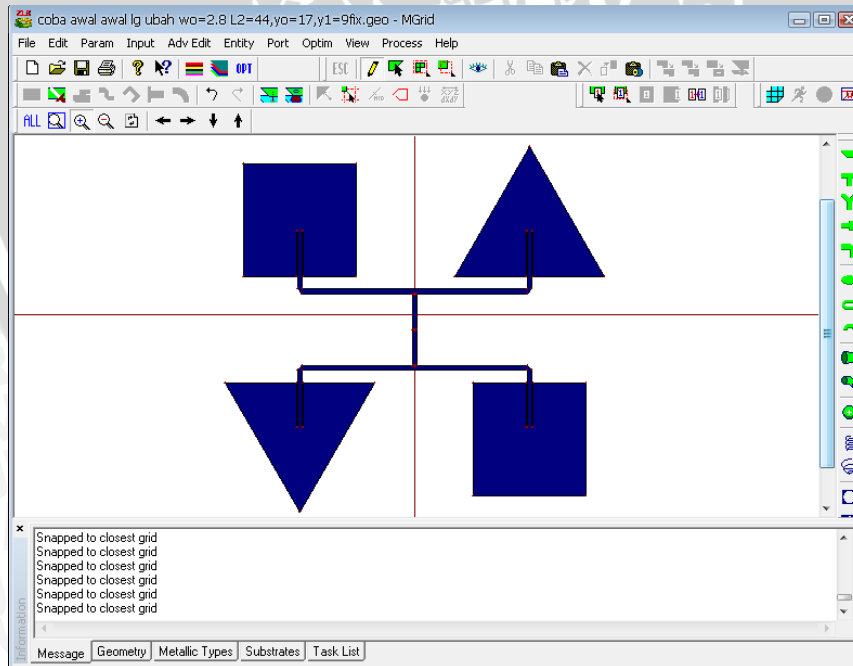 coba awal awal lg ubah wo=2.8 L2=44,yo=17,y1=9fix.geo - MGrid
File Edit Param Input Adv Edit Entity Port Optim View Process Help
OPT ESC
ALL
Snapped to closest grid
Snapped to closest grid
Snapped to closest grid
Snapped to closest grid
Snapped to closest grid
Snapped to closest grid
Information
Message Geometry Metallic Types Substrates Task List